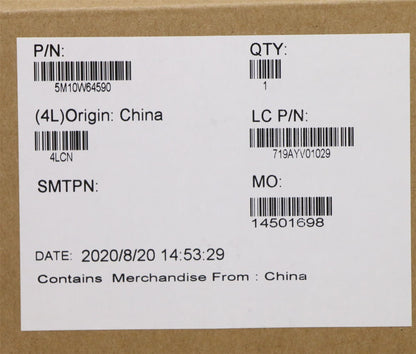 P/N:
5M10W64590
QTY:
1
(4L)Origin: China
4LCN
LC P/N:
719AYV01029
SMTPN:
MO:
14501698
DATE: 2020/8/20 14:53:29
Contains Merchandise From : China